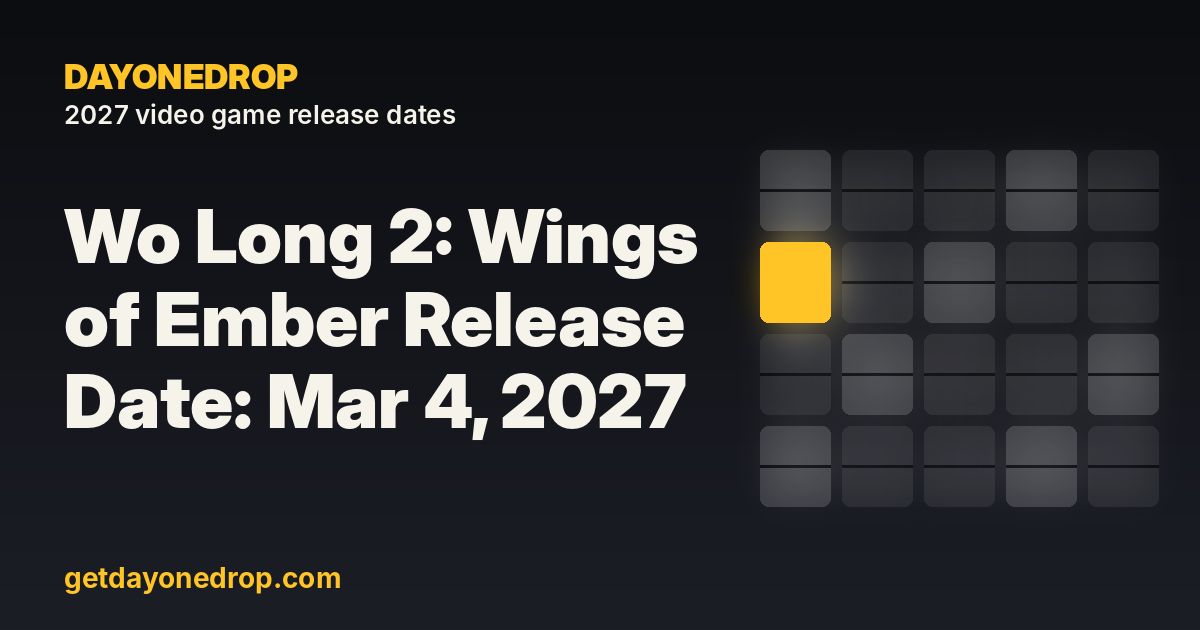 DAYONEDROP
2027 video game release dates
Wo Long 2: Wings
of Ember Release
Date: Mar 4, 2027
getdayonedrop.com